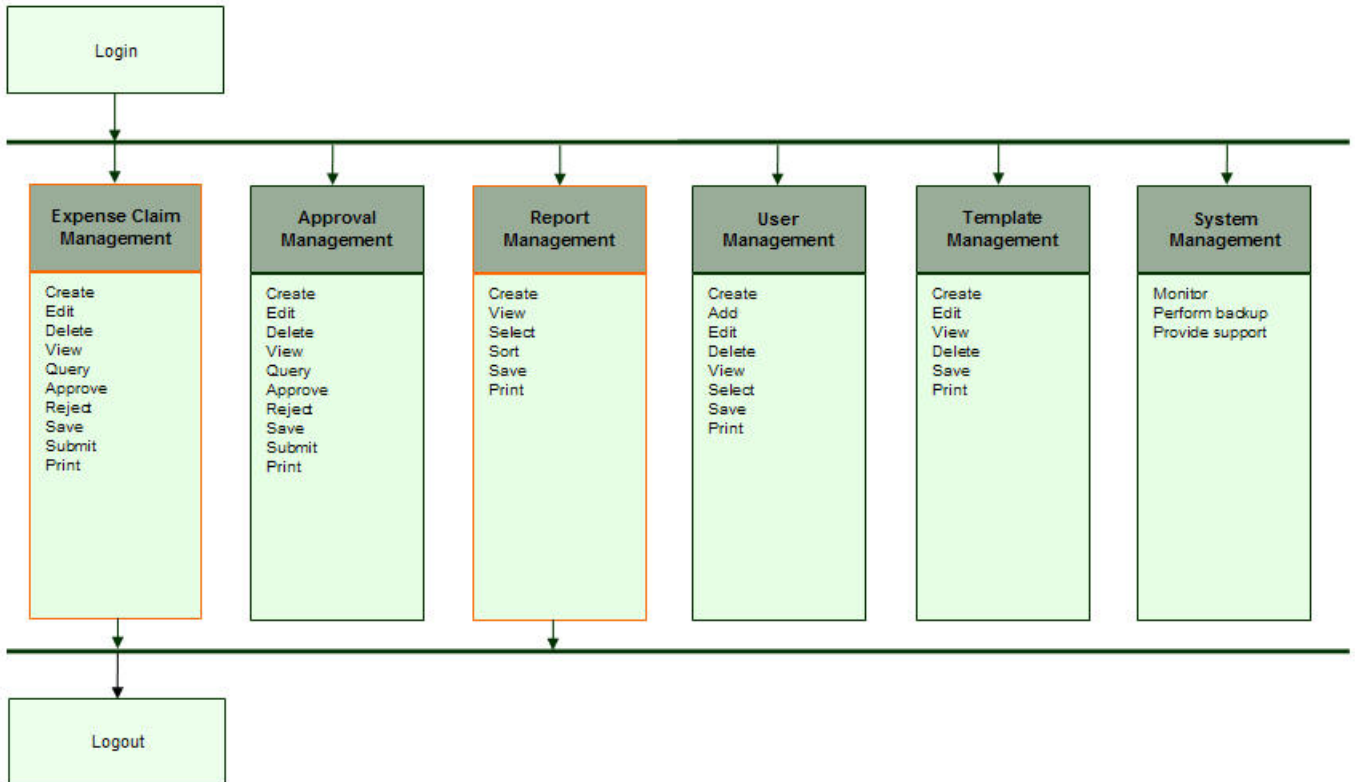 Login
Expense Claim
Management
Create
Edit
Delete
View
Query
Approve
Reject
Save
Submit
Print
Approval
Management
Create
Edit
Delete
View
Query
Approve
Reject
Save
Submit
Print
Report
Management
Create
View
Select
Sort
Save
Print
User
Management
Create
Add
Edit
Delete
View
Select
Save
Print
Template
Management
Create
Edit
View
Delete
Save
Print
System
Management
Monitor
Perform backup
Provide support
Logout